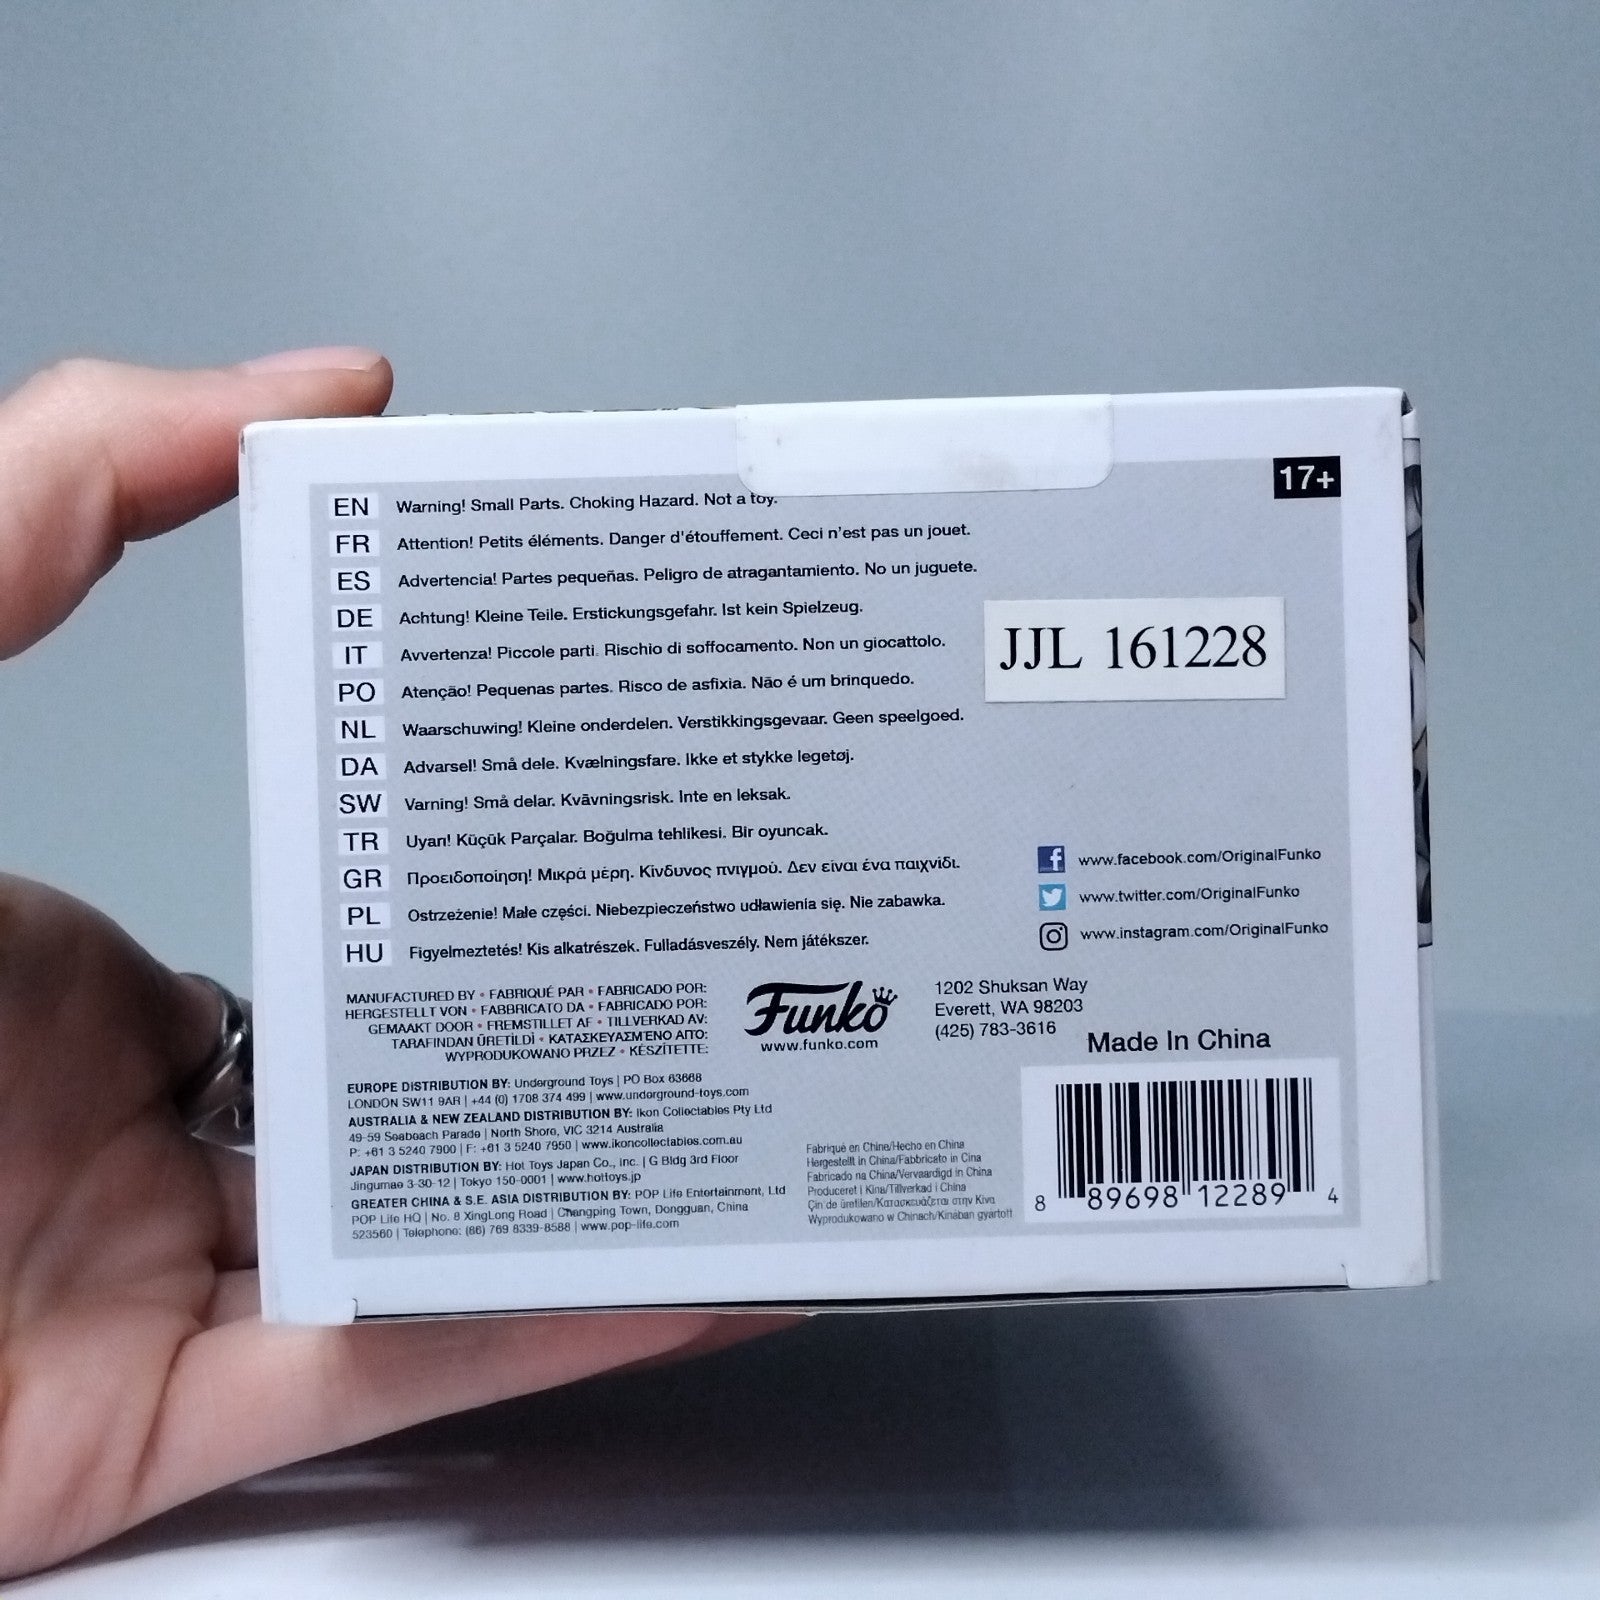 17+
EN Warning! Small Parts. Choking Hazard. Not a toy.
FR Attention! Petits éléments. Danger d'étouffement. Ceci n'est pas un jouet.
ES Advertencia! Partes pequeñas. Peligro de atragantamiento. No un juguete.
DE Achtung! Kleine Teile. Erstickungsgefahr. Ist kein Spielzeug.
IT Avvertenza! Piccole parti. Rischio di soffocamento. Non un giocattolo.
PO Atenção! Pequenas partes. Risco de asfixia. Não é um brinquedo.
NL Waarschuwing! Kleine onderdelen. Verstikkingsgevaar. Geen speelgoed.
DA Advarsel! Små dele. Kvælningsfare. Ikke et stykke legetøj.
SW Varning! Små delar. Kvävningsrisk. Inte en leksak.
TR Uyarı! Küçük Parçalar. Boğulma tehlikesi. Bir oyuncak.
GR Προειδοποίηση! Μικρά μέρη. Κίνδυνος πνιγμού. Δεν είναι ένα παιχνίδι.
PL Ostrzeżenie! Małe części. Niebezpieczeństwo udławienia się. Nie zabawka.
HU Figyelmeztetés! Kis alkatrészek. Fulladásveszély. Nem játékszer.
JJL 161228
www.facebook.com/OriginalFunko
www.twitter.com/OriginalFunko
www.instagram.com/OriginalFunko
MANUFACTURED BY • FABRIQUÉ PAR • FABRICADO POR:
HERGESTELLT VON • FABBRICATO DA • FABRICADO POR:
GEMAAKT DOOR • FREMSTILLET AF • TILLVERKAD AV:
TARAFINDAN ÜRETİLDİ • ΚΑΤΑΣΚΕΥΑΣΜΈΝΟ ΑΠΌ:
WYPRODUKOWANO PRZEZ • KÉSZÍTETTE:
Funko
www.funko.com
1202 Shuksan Way
Everett, WA 98203
(425) 783-3616
Made In China
EUROPE DISTRIBUTION BY: Underground Toys | PO Box 63668
LONDON SW11 9AR | +44 (0) 1708 374 499 | www.underground-toys.com
AUSTRALIA & NEW ZEALAND DISTRIBUTION BY: Ikon Collectables Pty Ltd
49-59 Seabeach Parade | North Shore, VIC 3214 Australia
P: +61 3 5240 7900 | F: +61 3 5240 7950 | www.ikoncollectables.com.au
JAPAN DISTRIBUTION BY: Hot Toys Japan Co., Inc. | G Bldg 3rd Floor
Jingumae 3-30-12 | Tokyo 150-0001 | www.hottoys.jp
GREATER CHINA & S.E. ASIA DISTRIBUTION BY: POP Life Entertainment, Ltd
POP Life HQ | No. 8 XingLong Road | Changping Town, Dongguan, China
523560 | Telephone: (86) 769 8339-8588 | www.pop-life.com
Fabriqué en Chine/Hecho en China
Hergestellt in China/Fabbricato in Cina
Fabricado na China/Vervaardigd in China
Produceret i Kina/Tillverkad i China
Çin de üretilen/Κατασκευάζεται στην Κίνα
Wyprodukowano w Chinach/Kínában gyártott
8 89698 12289 4